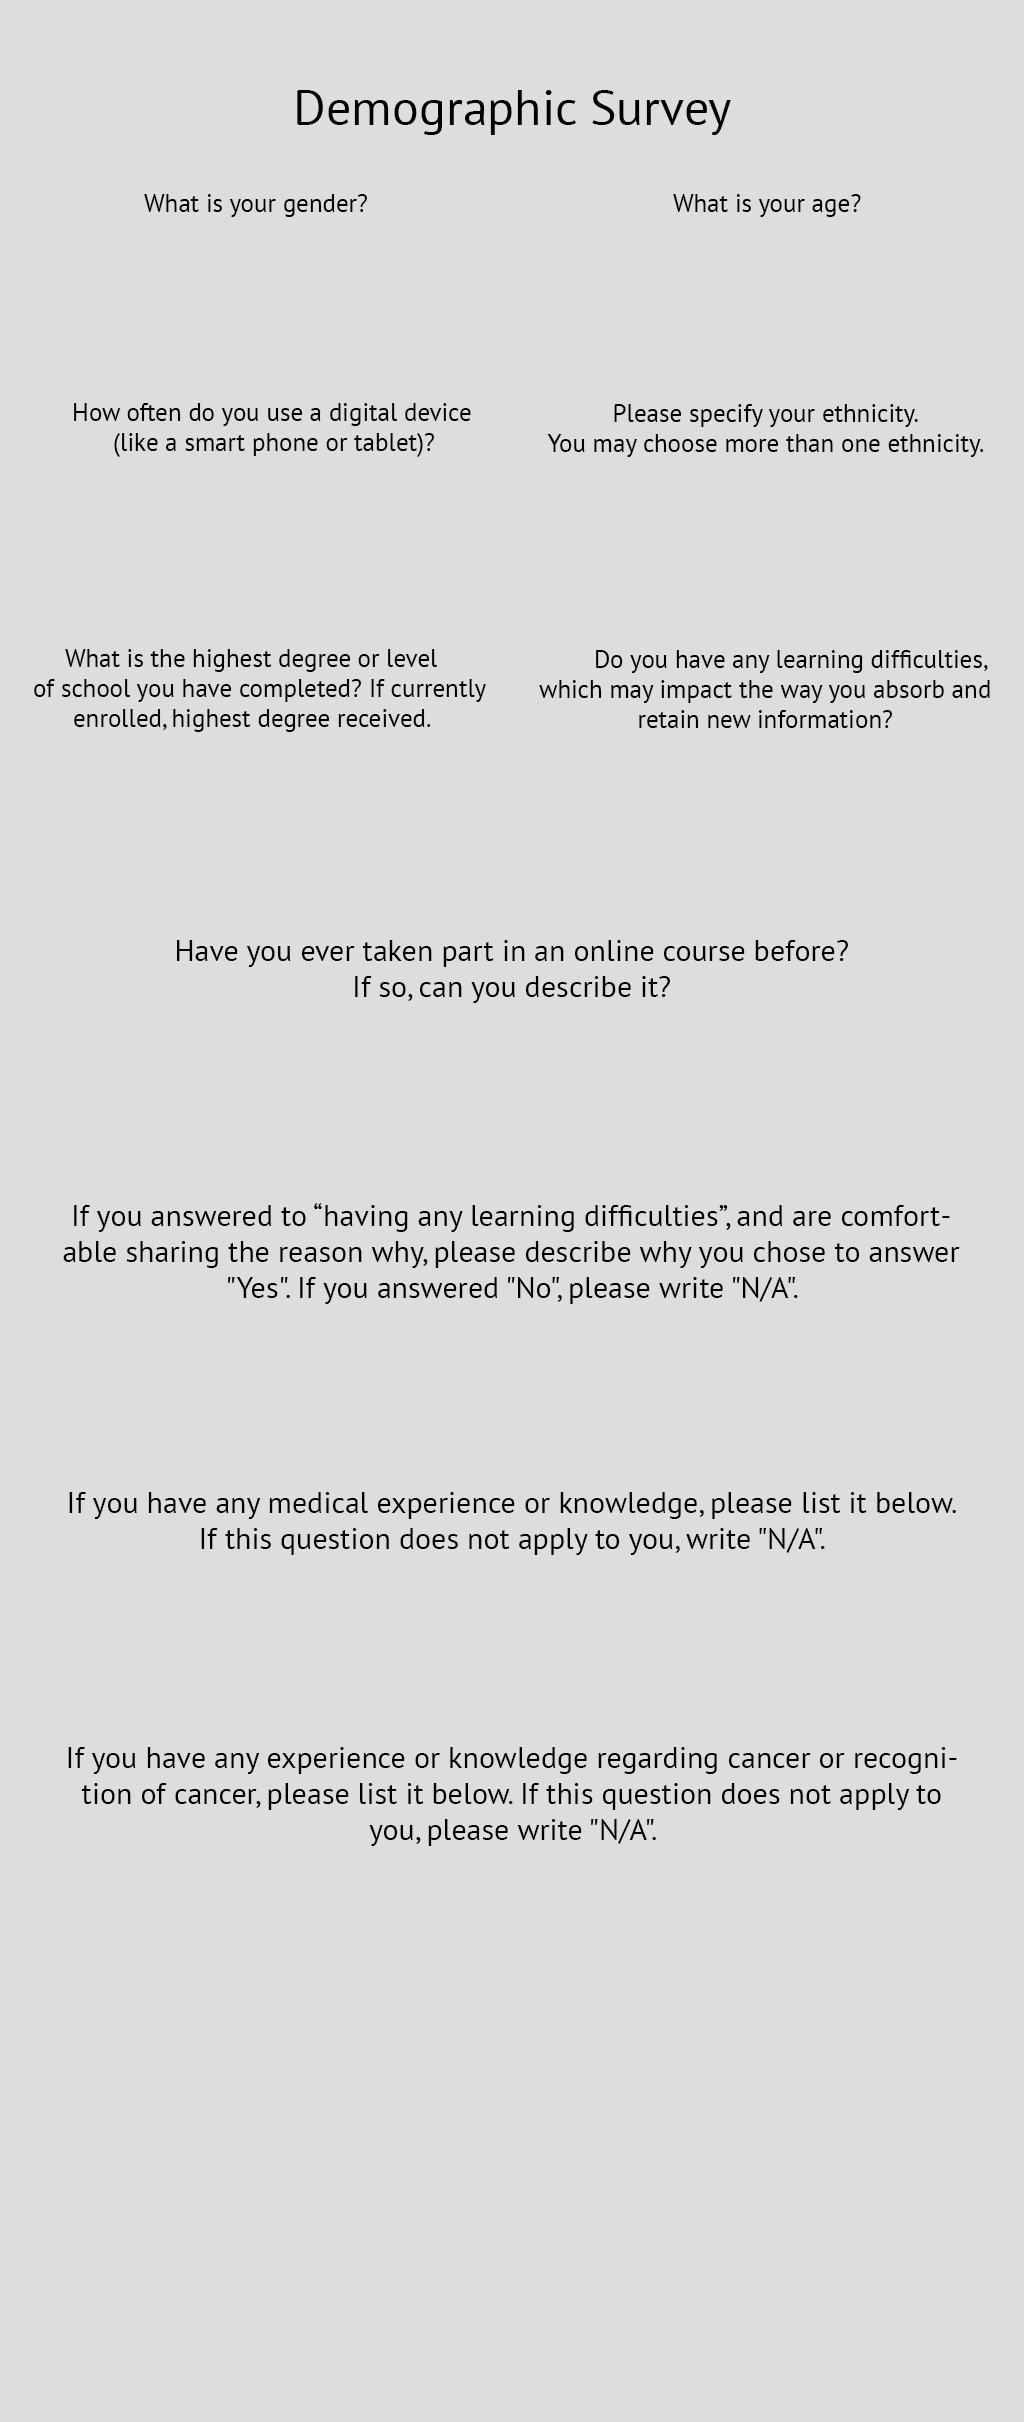 Demographic Survey
What is your gender?
What is your age?
How often do you use a digital device
(like a smart phone or tablet)?
Please specify your ethnicity.
You may choose more than one ethnicity.
What is the highest degree or level
of school you have completed? If currently
enrolled, highest degree received.
Do you have any learning difficulties,
which may impact the way you absorb and
retain new information?
Have you ever taken part in an online course before?
If so, can you describe it?
If you answered to “having any learning difficulties”, and are comfort-
able sharing the reason why, please describe why you chose to answer
"Yes". If you answered "No", please write "N/A".
If you have any medical experience or knowledge, please list it below.
If this question does not apply to you, write "N/A".
If you have any experience or knowledge regarding cancer or recogni-
tion of cancer, please list it below. If this question does not apply to
you, please write "N/A".